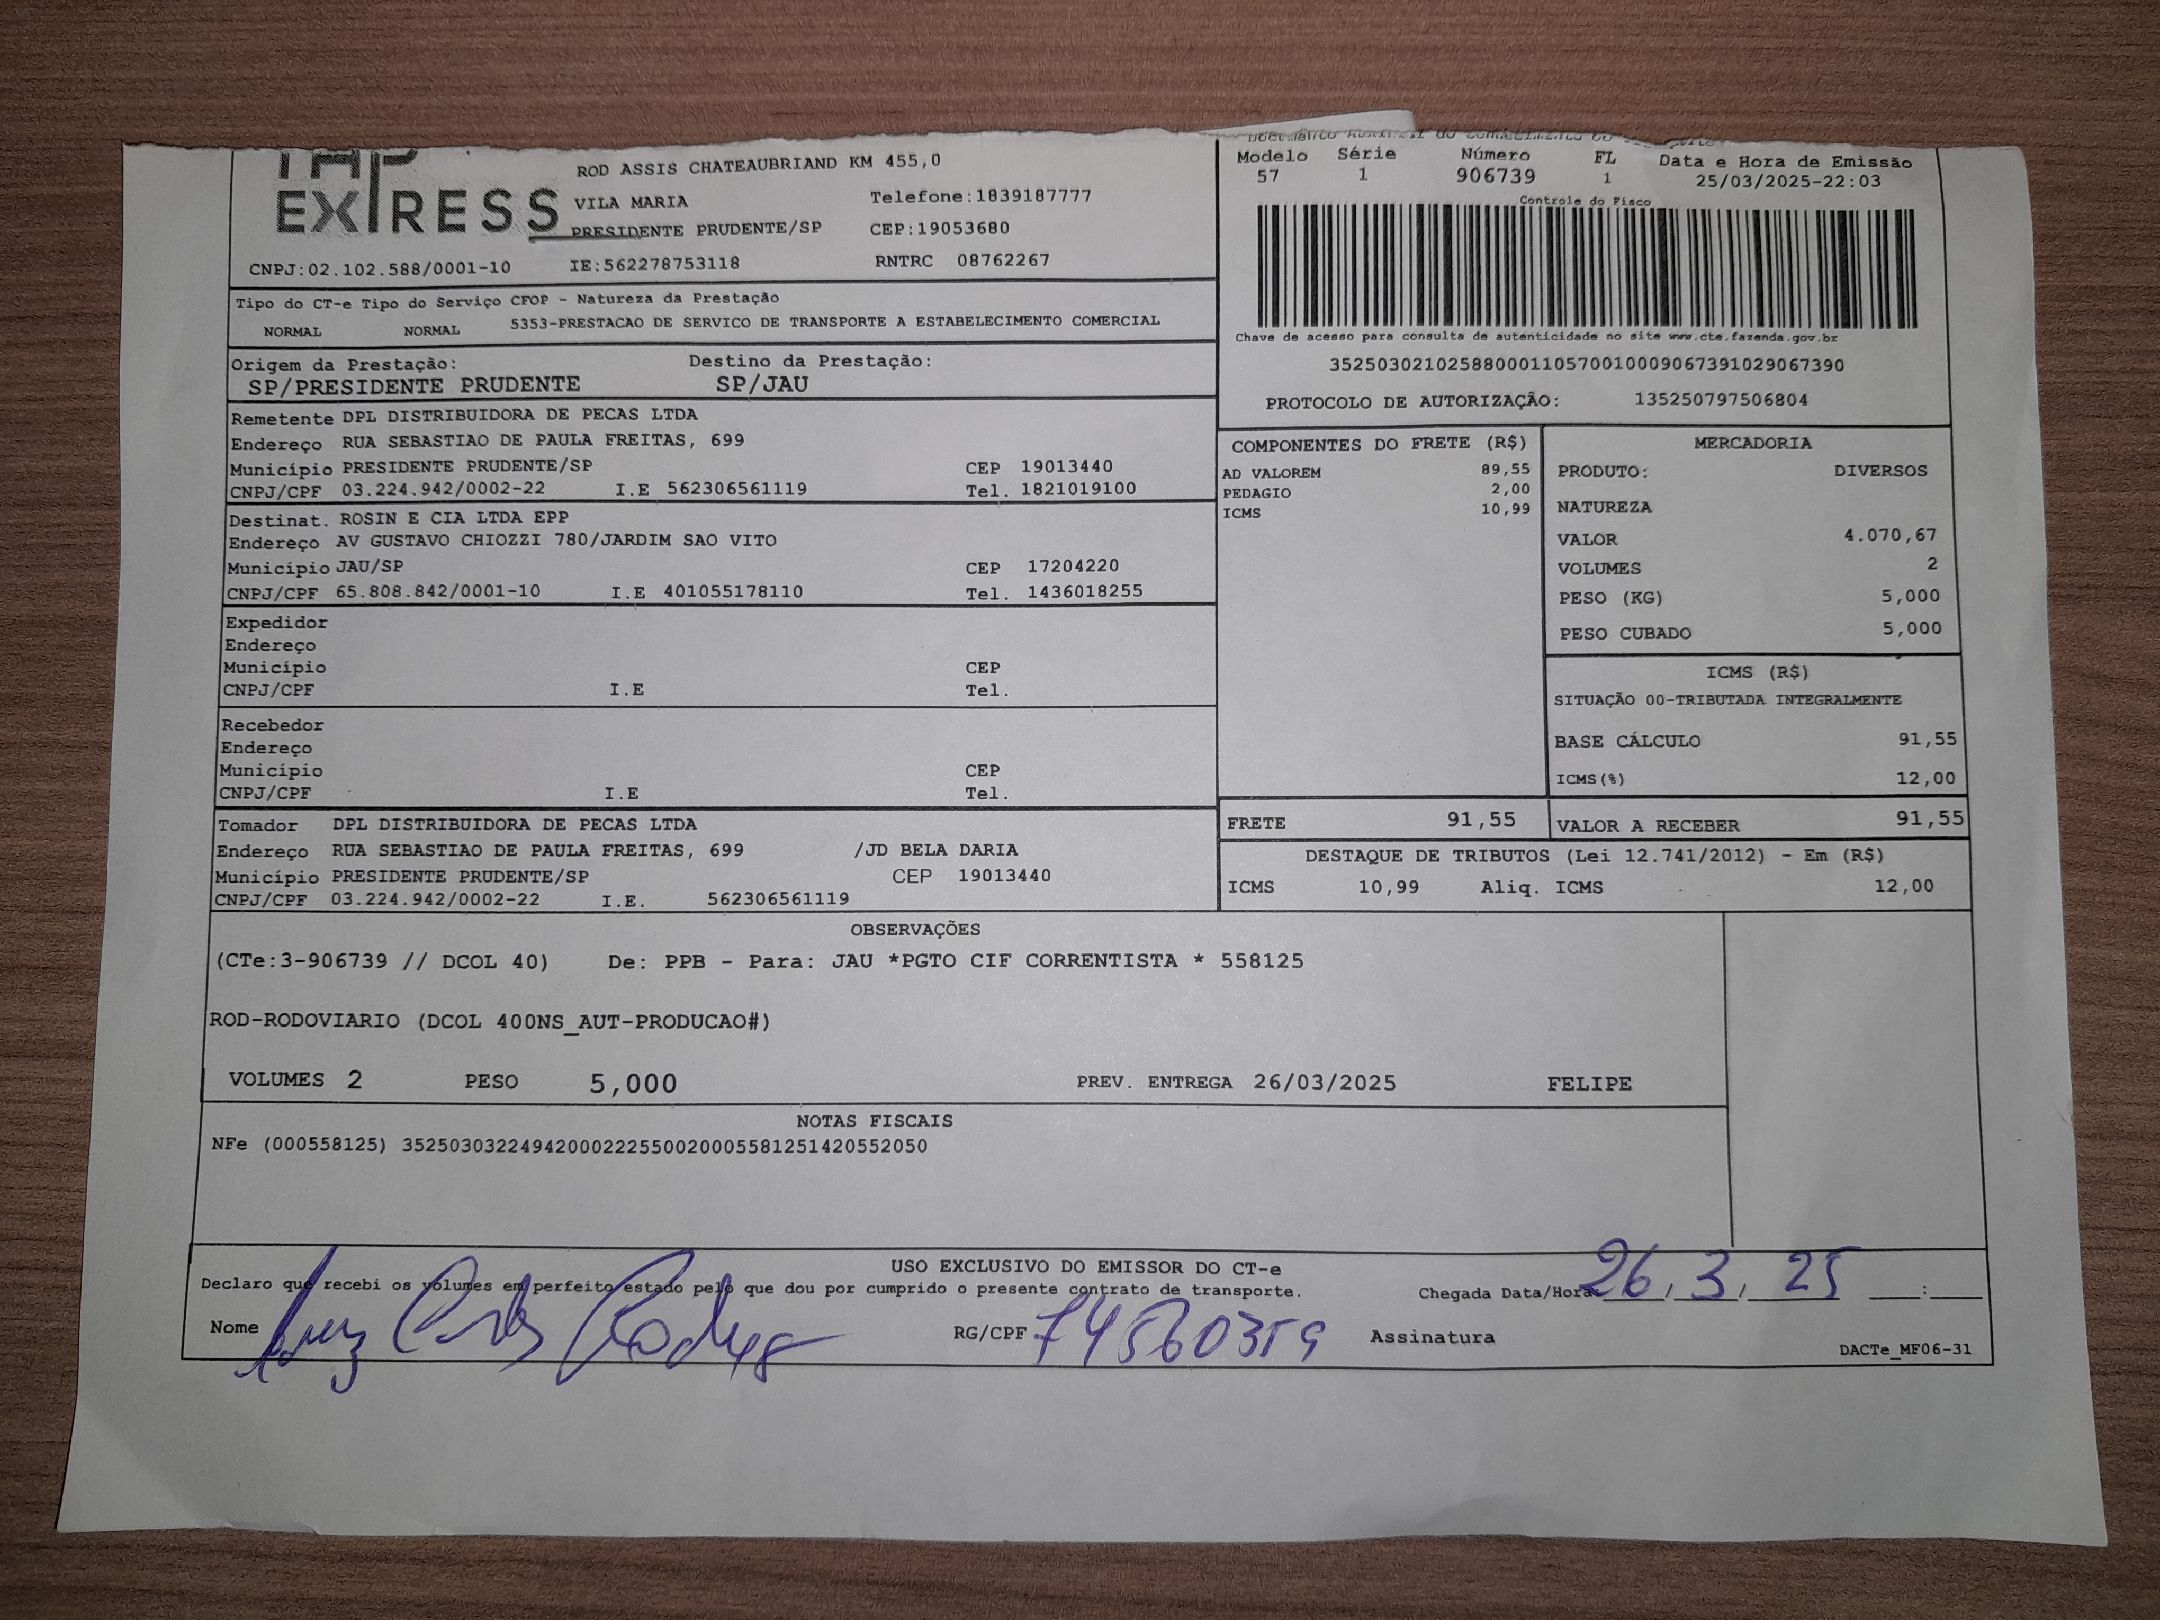 EXPRESS
ROD ASSIS CHATEAUBRIAND KM 455,0
VILA MARIA Telefone:1839187777
PRESIDENTE PRUDENTE/SP CEP:19053680
CNPJ:02.102.588/0001-10 IE:562278753118 RNTRC 08762267
Modelo Série Número FL Data e Hora de Emissão
57 1 906739 1 25/03/2025-22:03
Controle do Fisco
Chave de acesso para consulta de autenticidade no site www.cte.fazenda.gov.br
35250302102588000110570010009067391029067390
PROTOCOLO DE AUTORIZAÇÃO: 135250797506804
Tipo do CT-e Tipo do Serviço CFOP - Natureza da Prestação
NORMAL NORMAL 5353-PRESTACAO DE SERVICO DE TRANSPORTE A ESTABELECIMENTO COMERCIAL
Origem da Prestação: Destino da Prestação:
SP/PRESIDENTE PRUDENTE SP/JAU
Remetente DPL DISTRIBUIDORA DE PECAS LTDA
Endereço RUA SEBASTIAO DE PAULA FREITAS, 699
Município PRESIDENTE PRUDENTE/SP CEP 19013440
CNPJ/CPF 03.224.942/0002-22 I.E 562306561119 Tel. 1821019100
Destinat. ROSIN E CIA LTDA EPP
Endereço AV GUSTAVO CHIOZZI 780/JARDIM SAO VITO
Município JAU/SP CEP 17204220
CNPJ/CPF 65.808.842/0001-10 I.E 401055178110 Tel. 1436018255
Expedidor
Endereço
Município CEP
CNPJ/CPF I.E Tel.
Recebedor
Endereço
Município CEP
CNPJ/CPF I.E Tel.
Tomador DPL DISTRIBUIDORA DE PECAS LTDA
Endereço RUA SEBASTIAO DE PAULA FREITAS, 699 /JD BELA DARIA
Município PRESIDENTE PRUDENTE/SP CEP 19013440
CNPJ/CPF 03.224.942/0002-22 I.E. 562306561119
COMPONENTES DO FRETE (R$)
AD VALOREM 89,55
PEDAGIO 2,00
ICMS 10,99
MERCADORIA
PRODUTO: DIVERSOS
NATUREZA
VALOR 4.070,67
VOLUMES 2
PESO (KG) 5,000
PESO CUBADO 5,000
ICMS (R$)
SITUAÇÃO 00-TRIBUTADA INTEGRALMENTE
BASE CÁLCULO 91,55
ICMS(%) 12,00
FRETE 91,55 VALOR A RECEBER 91,55
DESTAQUE DE TRIBUTOS (Lei 12.741/2012) - Em (R$)
ICMS 10,99 Aliq. ICMS 12,00
OBSERVAÇÕES
(CTe:3-906739 // DCOL 40) De: PPB - Para: JAU *PGTO CIF CORRENTISTA * 558125
ROD-RODOVIARIO (DCOL 400NS_AUT-PRODUCAO#)
VOLUMES 2 PESO 5,000 PREV. ENTREGA 26/03/2025 FELIPE
NOTAS FISCAIS
NFe (000558125) 35250303224942000222550020005581251420552050
USO EXCLUSIVO DO EMISSOR DO CT-e
Declaro que recebi os volumes em perfeito estado pelo que dou por cumprido o presente contrato de transporte. Chegada Data/Hora 26/3/25 :
Nome RG/CPF 74560359 Assinatura
DACTe_MF06-31